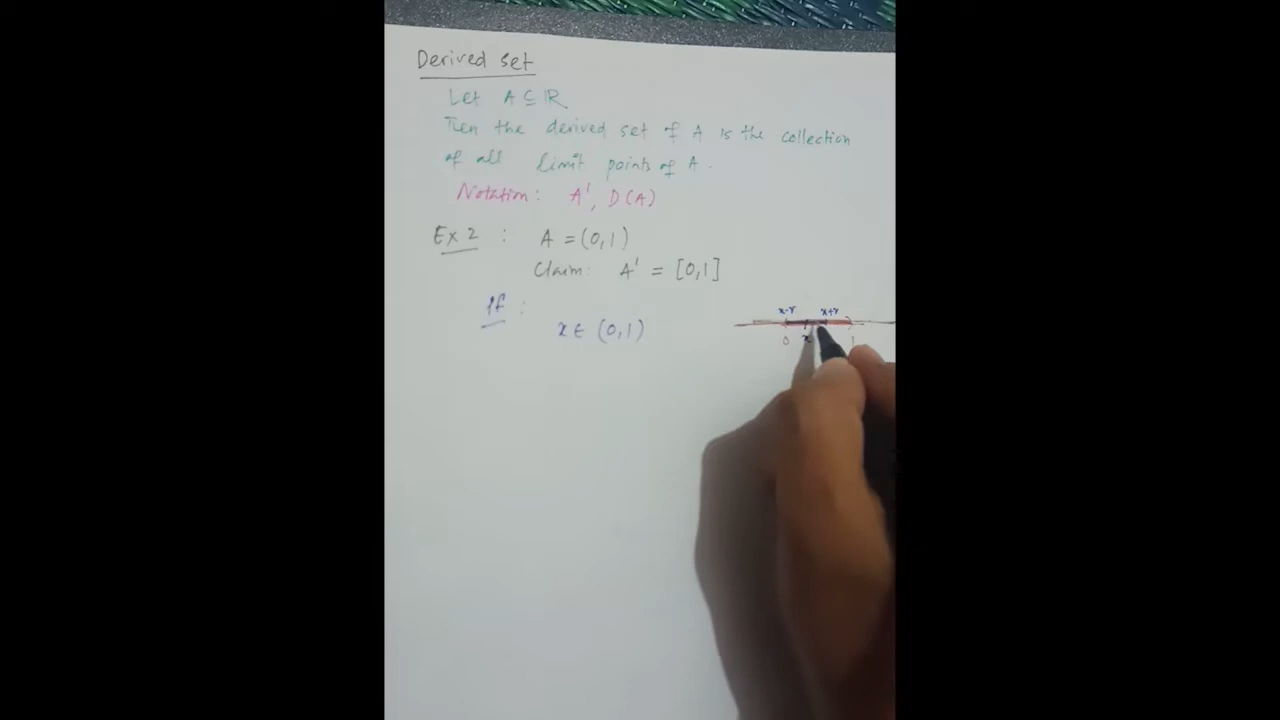 Derived set
Let A ⊆ ℝ
Then the derived set of A is the collection
of all limit points of A.
Notation: A', D(A)
Ex 2 : A = (0,1)
Claim: A' = [0,1]
If :
x-r x+r
x ∈ (0,1)
0 x 1